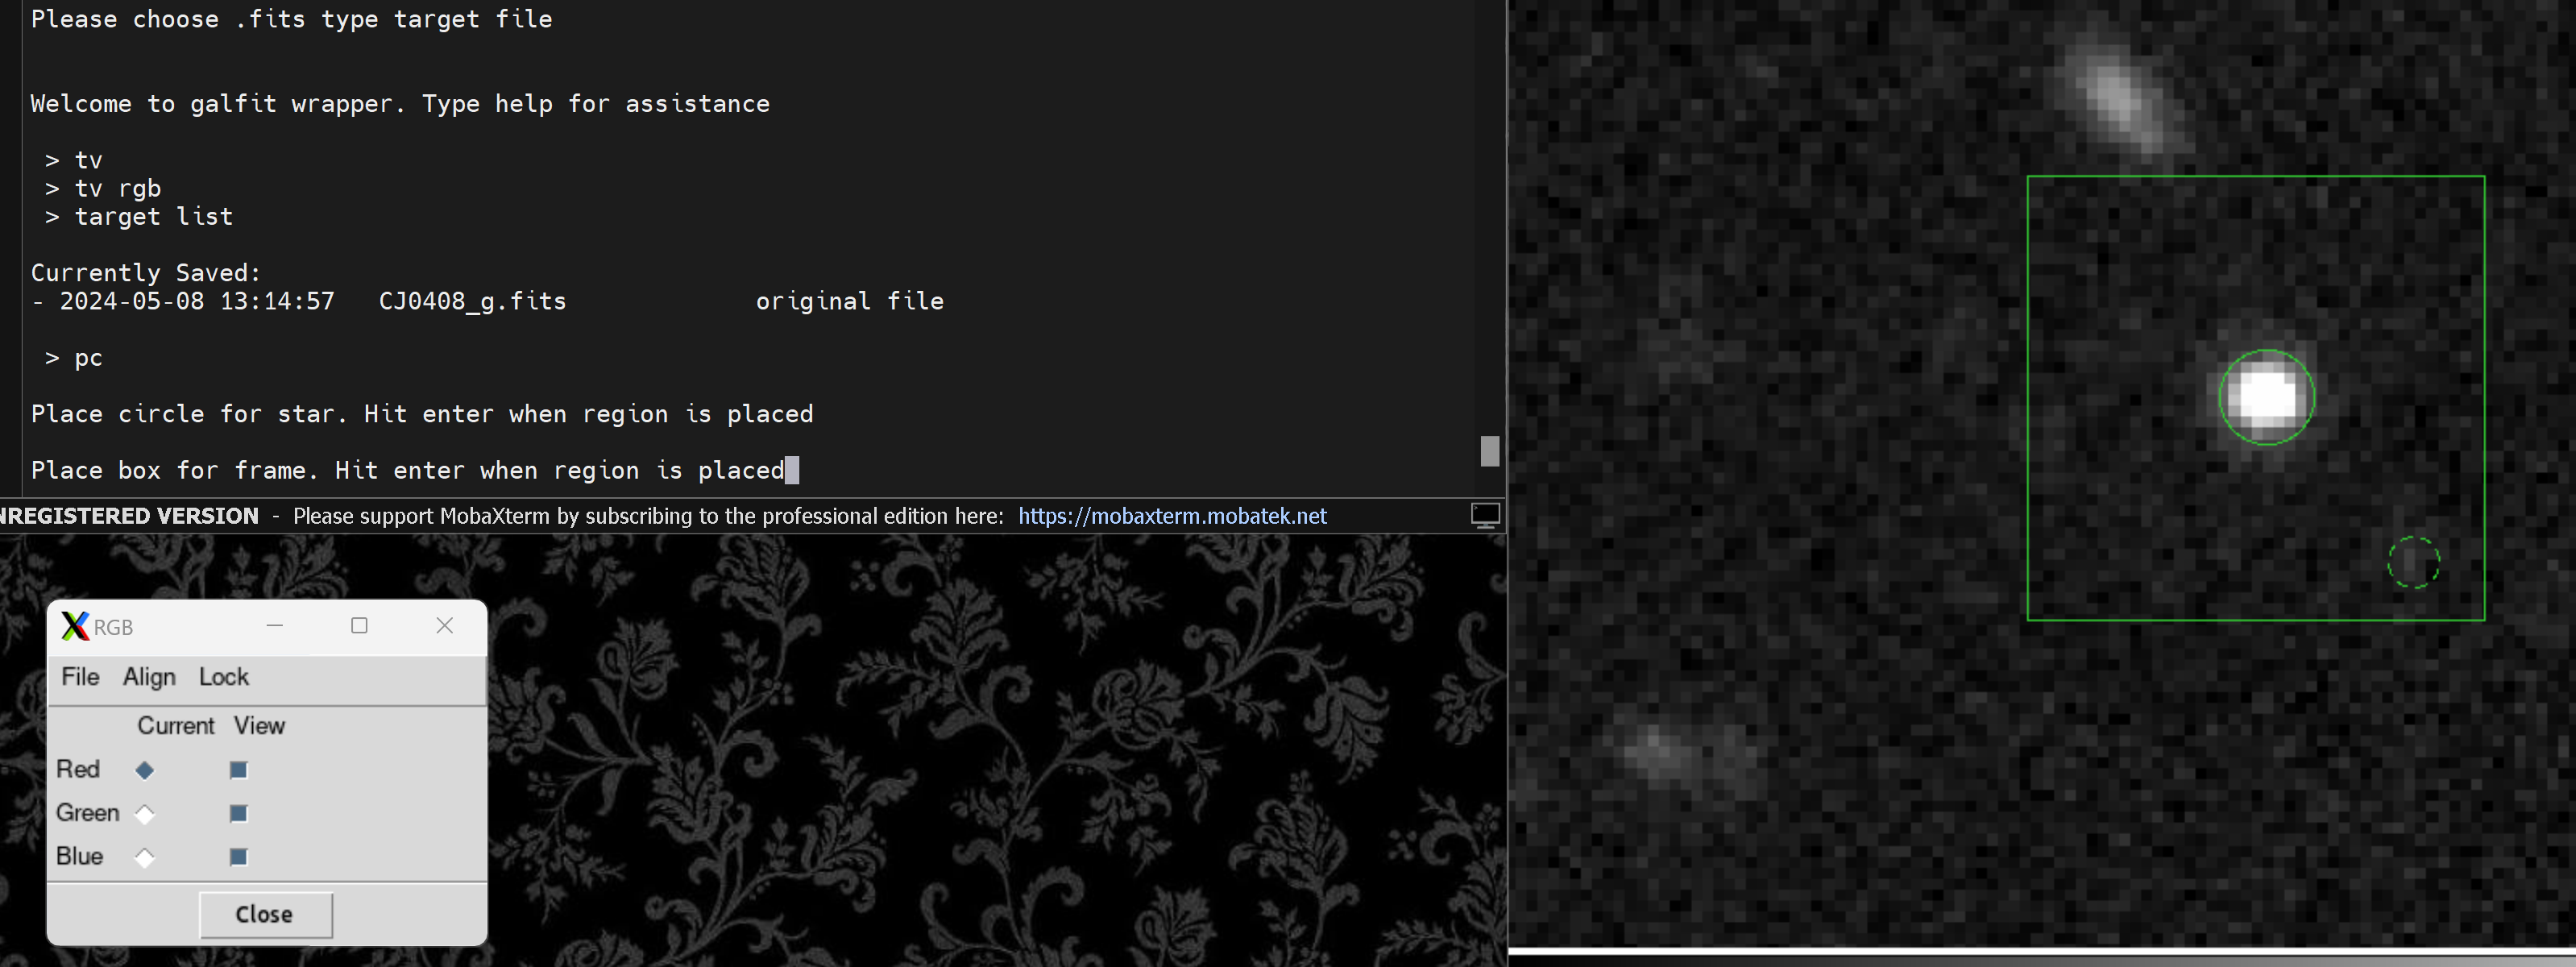 Please choose .fits type target file
Welcome to galfit wrapper. Type help for assistance
> tv
> tv rgb
> target list
Currently Saved:
- 2024-05-08 13:14:57 CJ0408_g.fits original file
> pc
Place circle for star. Hit enter when region is placed
Place box for frame. Hit enter when region is placed
NREGISTERED VERSION - Please support MobaXterm by subscribing to the professional edition here: https://mobaxterm.mobatek.net
RGB
File Align Lock
Current View
Red
Green
Blue
Close